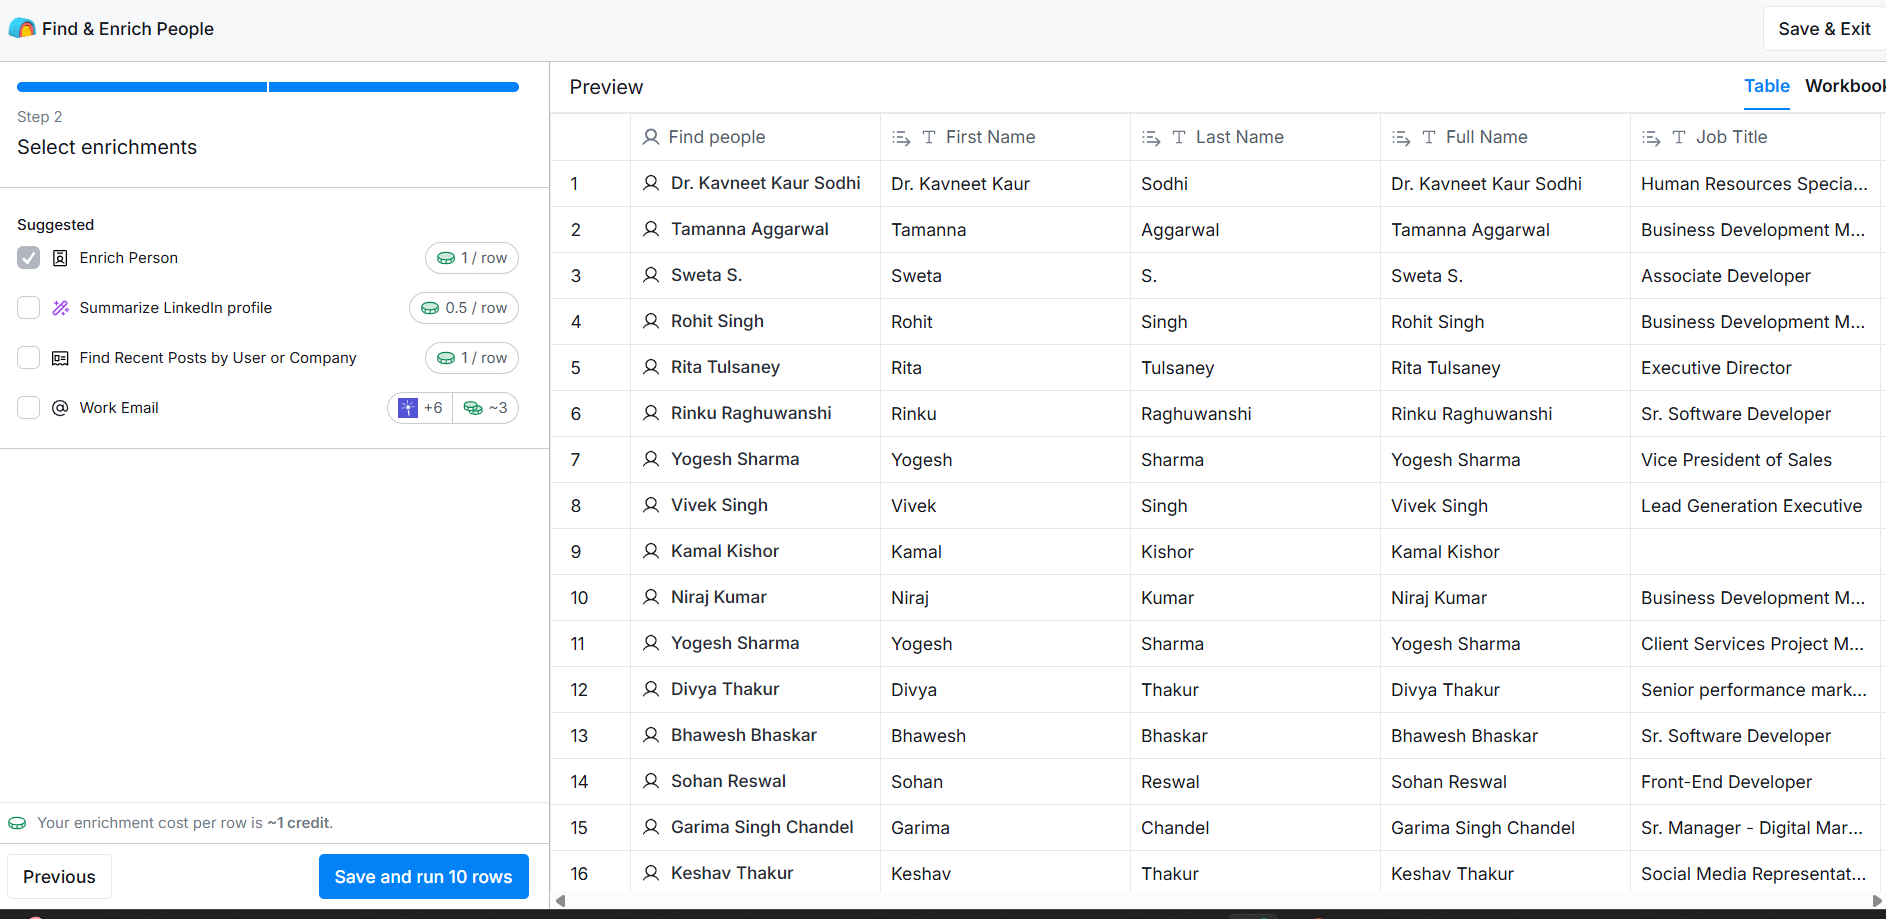 Find & Enrich People
Save & Exit
Step 2
Select enrichments
Suggested
Enrich Person 1 / row
Summarize LinkedIn profile 0.5 / row
Find Recent Posts by User or Company 1 / row
Work Email +6 ~3
Your enrichment cost per row is ~1 credit.
Previous
Save and run 10 rows
Preview
Table Workbook
Find people First Name Last Name Full Name Job Title
1 Dr. Kavneet Kaur Sodhi Dr. Kavneet Kaur Sodhi Dr. Kavneet Kaur Sodhi Human Resources Specia...
2 Tamanna Aggarwal Tamanna Aggarwal Tamanna Aggarwal Business Development M...
3 Sweta S. Sweta S. Sweta S. Associate Developer
4 Rohit Singh Rohit Singh Rohit Singh Business Development M...
5 Rita Tulsaney Rita Tulsaney Rita Tulsaney Executive Director
6 Rinku Raghuwanshi Rinku Raghuwanshi Rinku Raghuwanshi Sr. Software Developer
7 Yogesh Sharma Yogesh Sharma Yogesh Sharma Vice President of Sales
8 Vivek Singh Vivek Singh Vivek Singh Lead Generation Executive
9 Kamal Kishor Kamal Kishor Kamal Kishor
10 Niraj Kumar Niraj Kumar Niraj Kumar Business Development M...
11 Yogesh Sharma Yogesh Sharma Yogesh Sharma Client Services Project M...
12 Divya Thakur Divya Thakur Divya Thakur Senior performance mark...
13 Bhawesh Bhaskar Bhawesh Bhaskar Bhawesh Bhaskar Sr. Software Developer
14 Sohan Reswal Sohan Reswal Sohan Reswal Front-End Developer
15 Garima Singh Chandel Garima Chandel Garima Singh Chandel Sr. Manager - Digital Mar...
16 Keshav Thakur Keshav Thakur Keshav Thakur Social Media Representat...